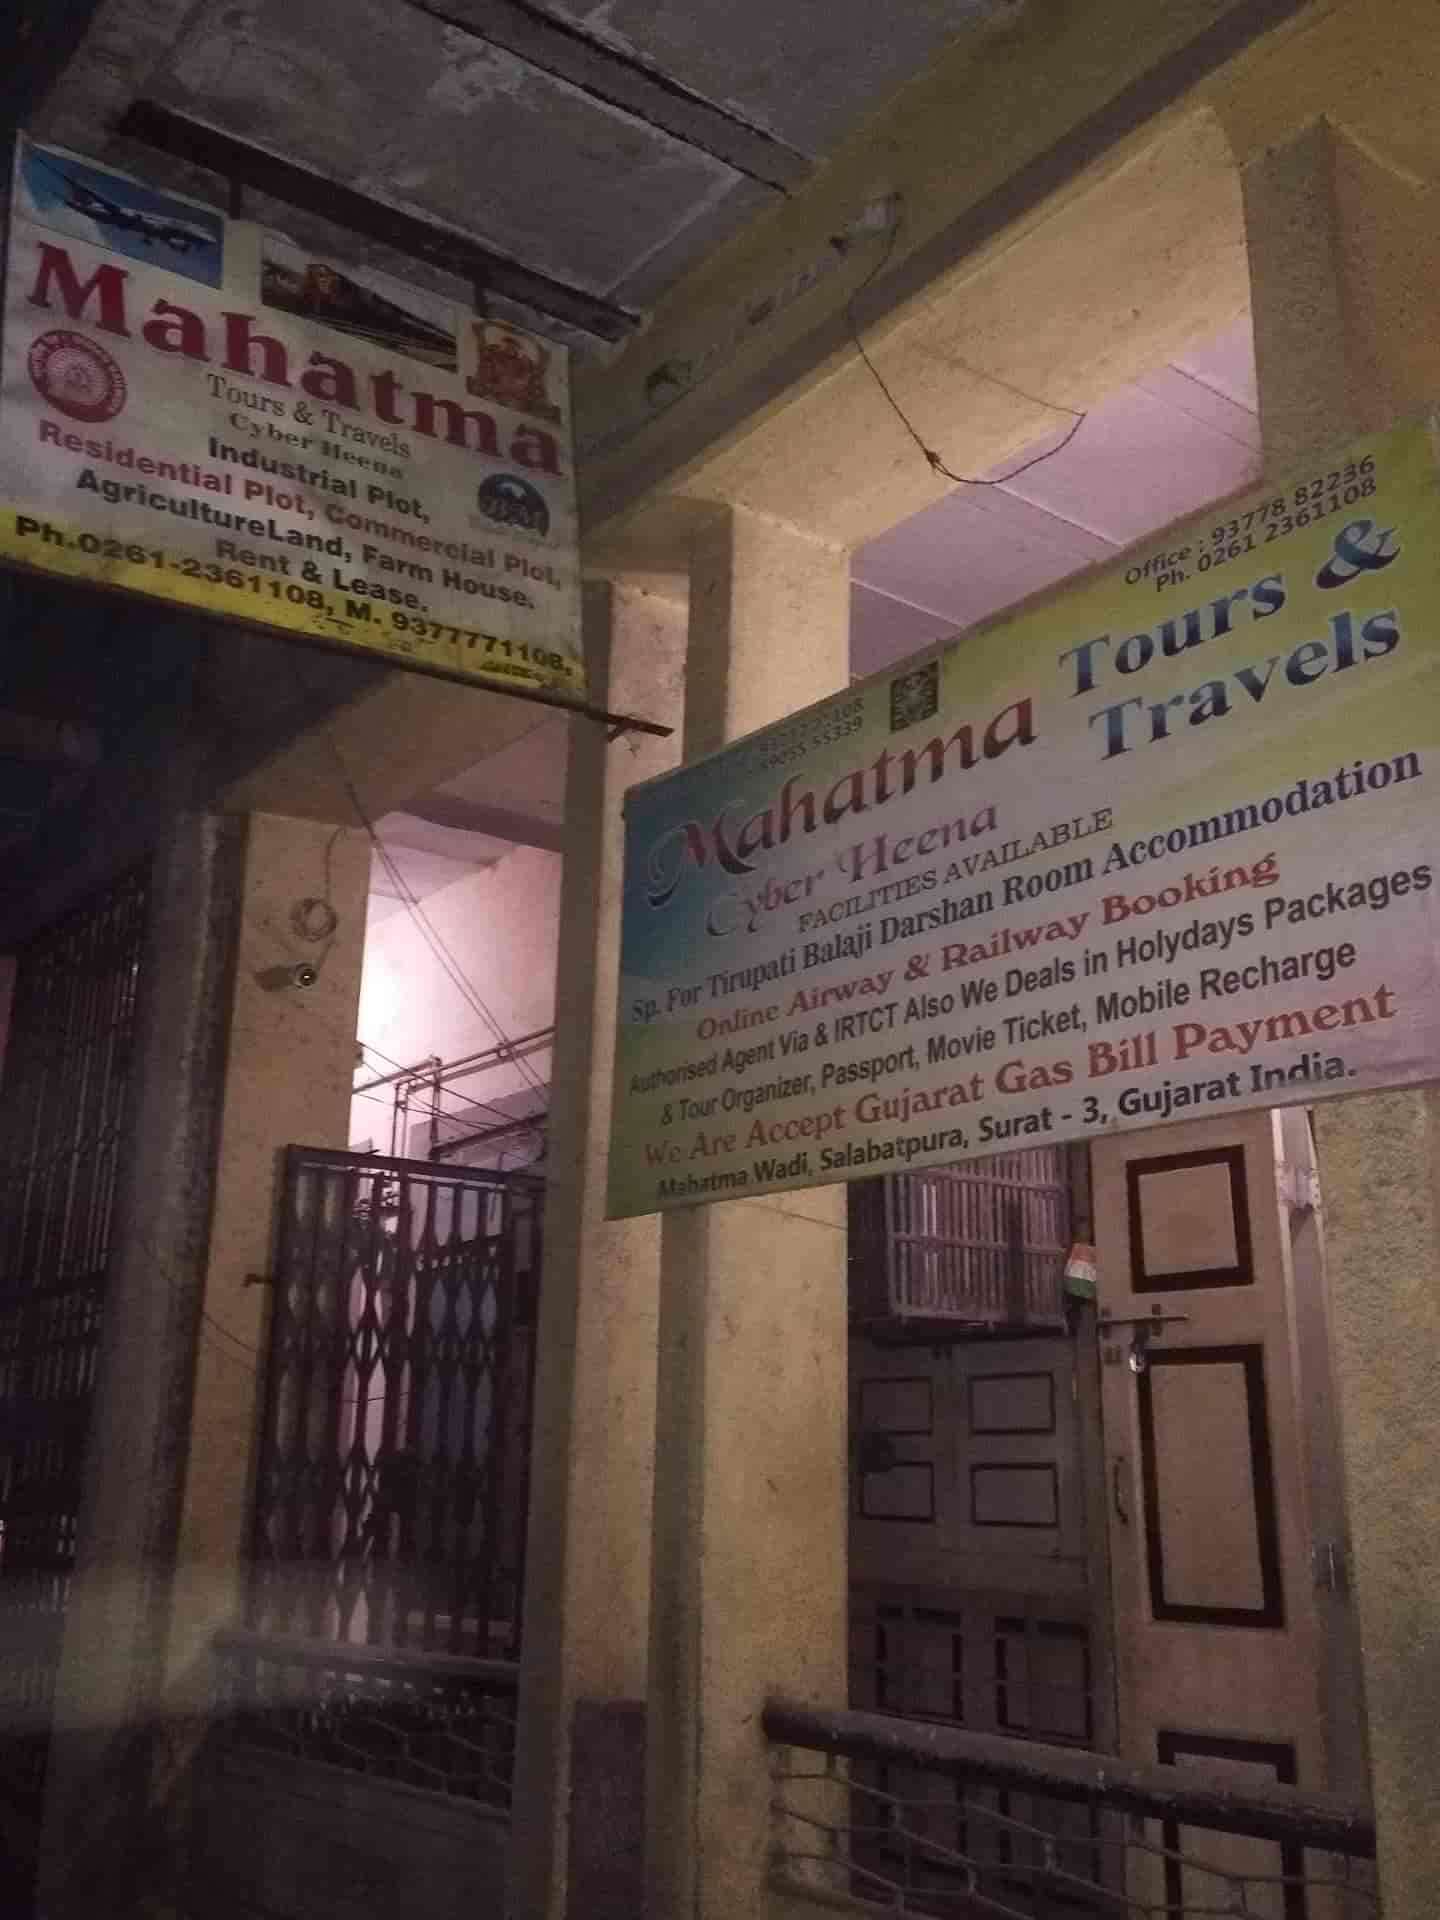 Mahatma
Tours & Travels
Cyber Heena
Industrial Plot,
Residential Plot, Commercial Plot,
AgricultureLand, Farm House.
Rent & Lease.
Ph.0261-2361108, M. 9377771108,
Office : 93778 82236
Ph. 0261 2361108
55339
Mahatma Tours &
Travels
Cyber Heena
FACILITIES AVAILABLE
Sp. For Tirupati Balaji Darshan Room Accommodation
Online Airway & Railway Booking
Authorised Agent Via & IRTCT Also We Deals in Holydays Packages
& Tour Organizer, Passport, Movie Ticket, Mobile Recharge
We Are Accept Gujarat Gas Bill Payment
Mahatma Wadi, Salabatpura, Surat - 3, Gujarat India.